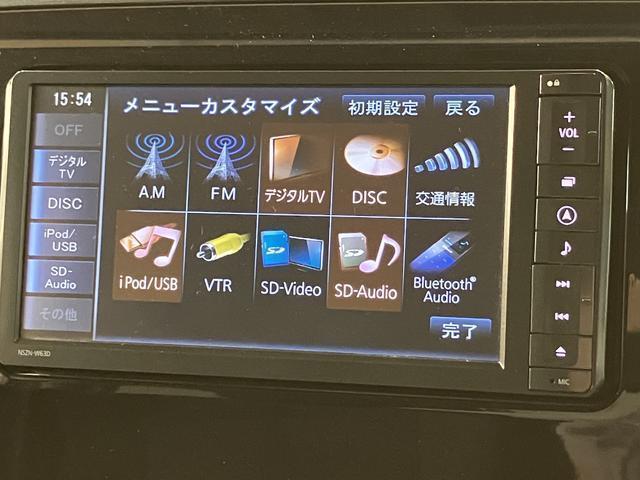 15:54
メニューカスタマイズ
初期設定
戻る
OFF
デジタル
TV
DISC
iPod/
USB
SD-
Audio
その他
A.M
FM
デジタルTV
DISC
交通情報
iPod/USB
VTR
SD-Video
SD-Audio
Bluetooth®
Audio
完了
NSZN-W63D
+
VOL
−
MIC